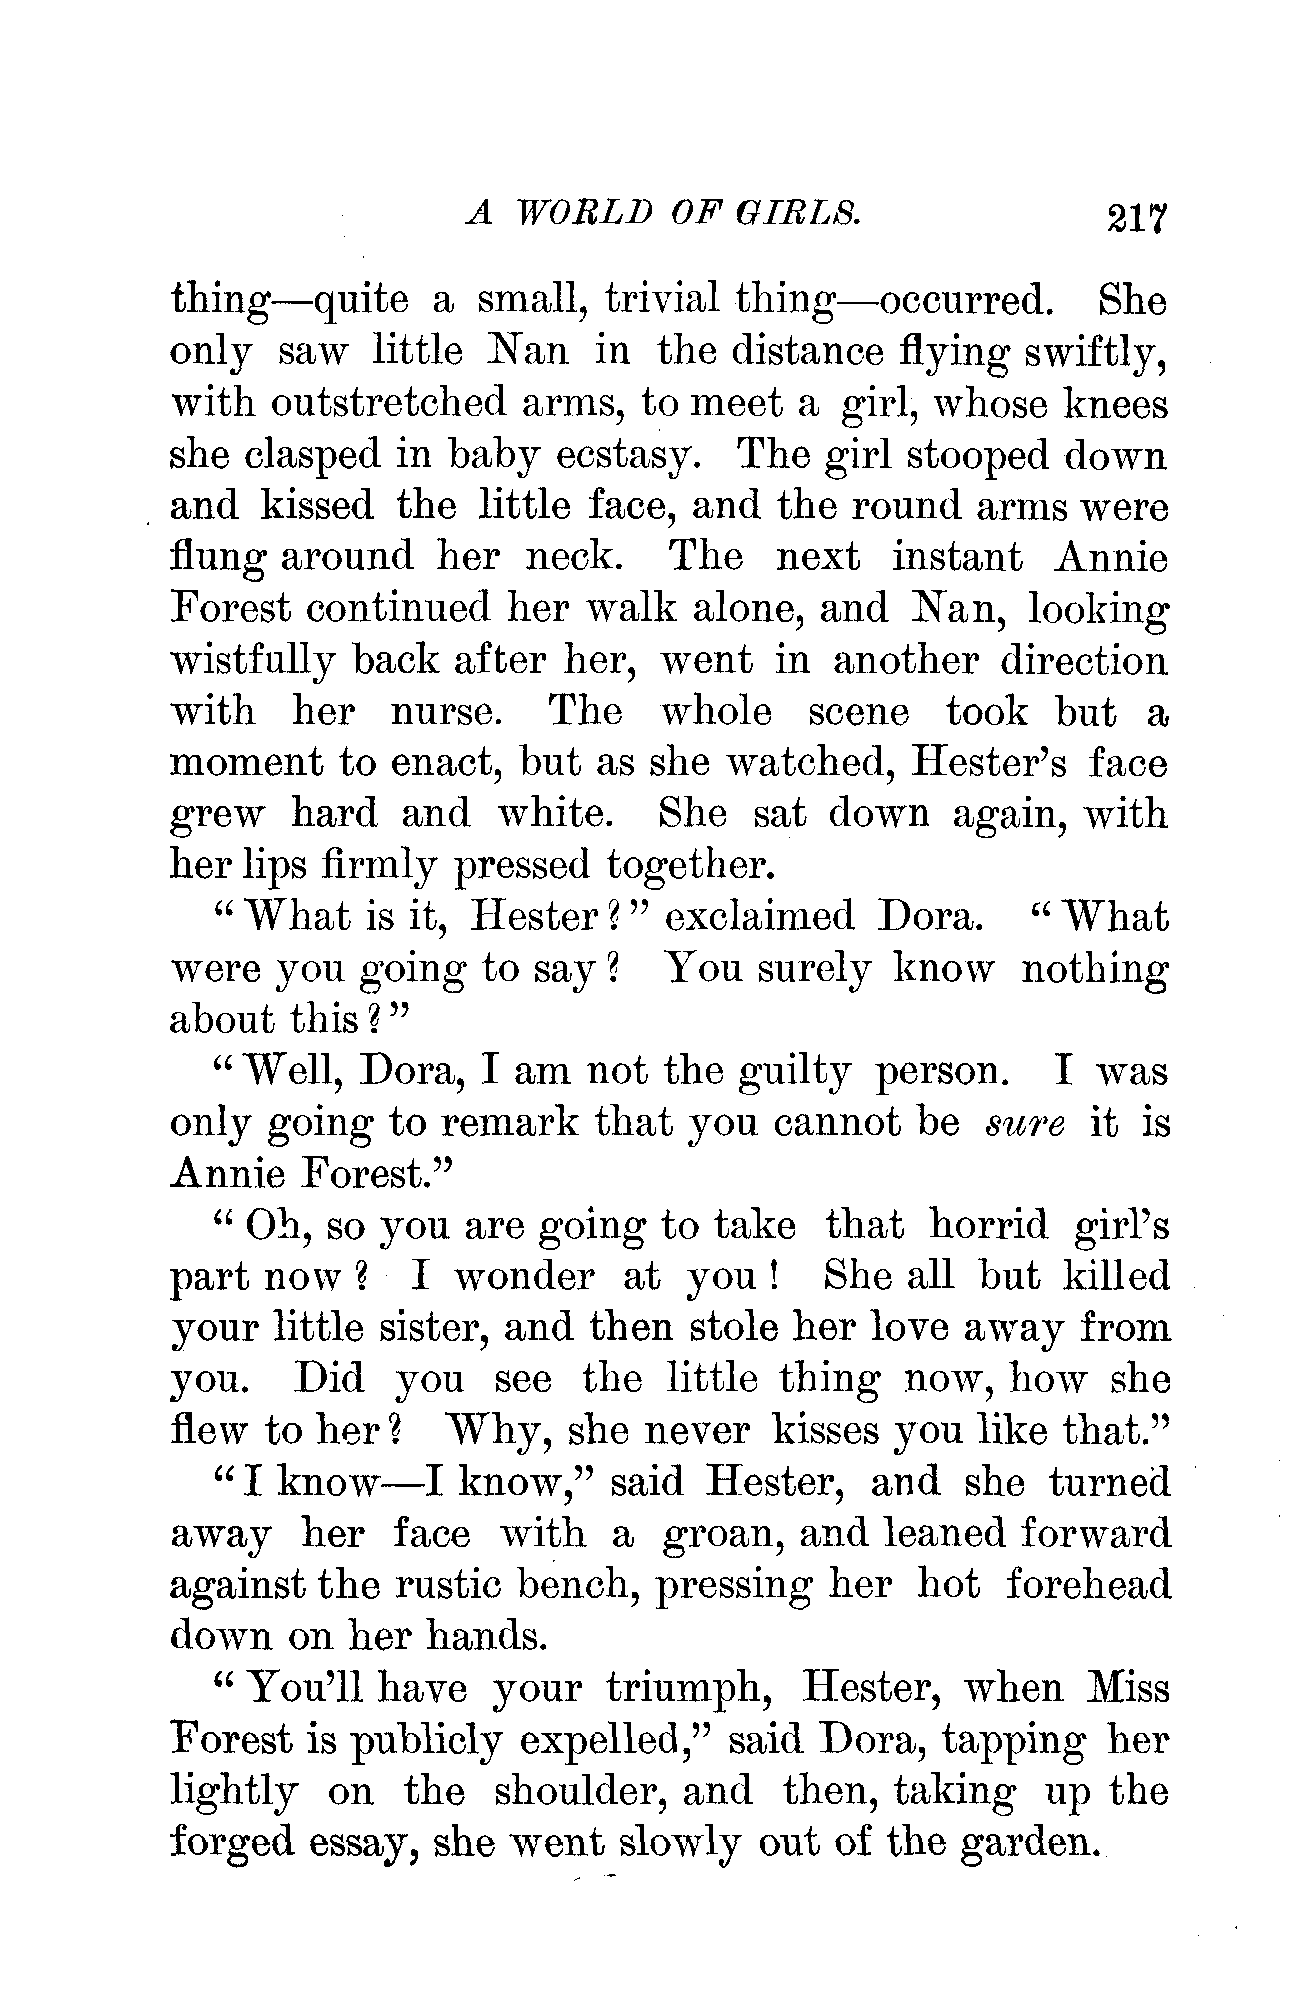 A WORLD OF GIRLS. 217
thing—quite a small, trivial thing—occurred. She
only saw little Nan in the distance flying swiftly,
with outstretched arms, to meet a girl, whose knees
she clasped in baby ecstasy. The girl stooped down
and kissed the little face, and the round arms were
flung around her neck. The next instant Annie
Forest continued her walk alone, and Nan, looking
wistfully back after her, went in another direction
with her nurse. The whole scene took but a
moment to enact, but as she watched, Hester's face
grew hard and white. She sat down again, with
her lips firmly pressed together.
“What is it, Hester?” exclaimed Dora. “What
were you going to say? You surely know nothing
about this?”
“Well, Dora, I am not the guilty person. I was
only going to remark that you cannot be sure it is
Annie Forest.”
“Oh, so you are going to take that horrid girl's
part now? I wonder at you! She all but killed
your little sister, and then stole her love away from
you. Did you see the little thing now, how she
flew to her? Why, she never kisses you like that.”
“I know—I know,” said Hester, and she turned
away her face with a groan, and leaned forward
against the rustic bench, pressing her hot forehead
down on her hands.
“You'll have your triumph, Hester, when Miss
Forest is publicly expelled,” said Dora, tapping her
lightly on the shoulder, and then, taking up the
forged essay, she went slowly out of the garden.